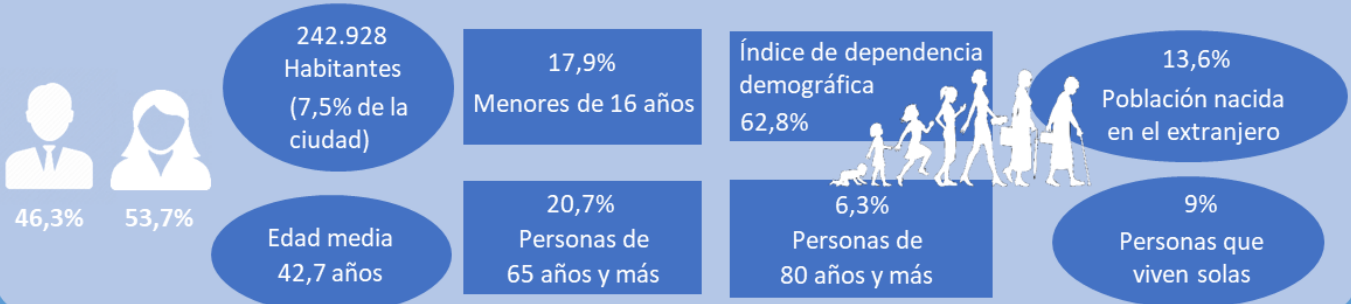 46,3%
53,7%
242.928
Habitantes
(7,5% de la
ciudad)
Edad media
42,7 años
17,9%
Menores de 16 años
20,7%
Personas de
65 años y más
Índice de dependencia
demográfica
62,8%
6,3%
Personas de
80 años y más
13,6%
Población nacida
en el extranjero
9%
Personas que
viven solas